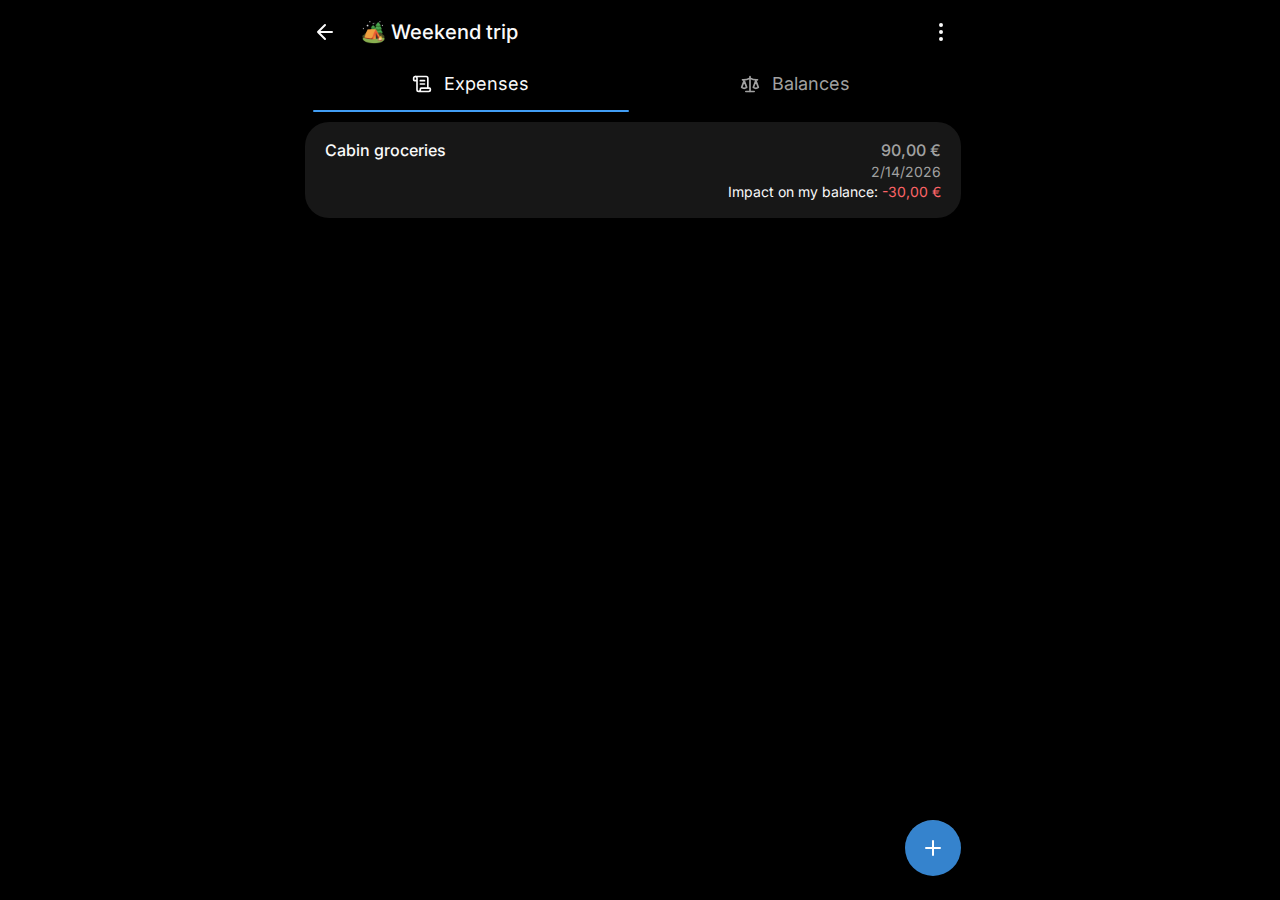 🏕️ Weekend trip
Expenses
Balances
Cabin groceries
90,00 €
2/14/2026
Impact on my balance: -30,00 €